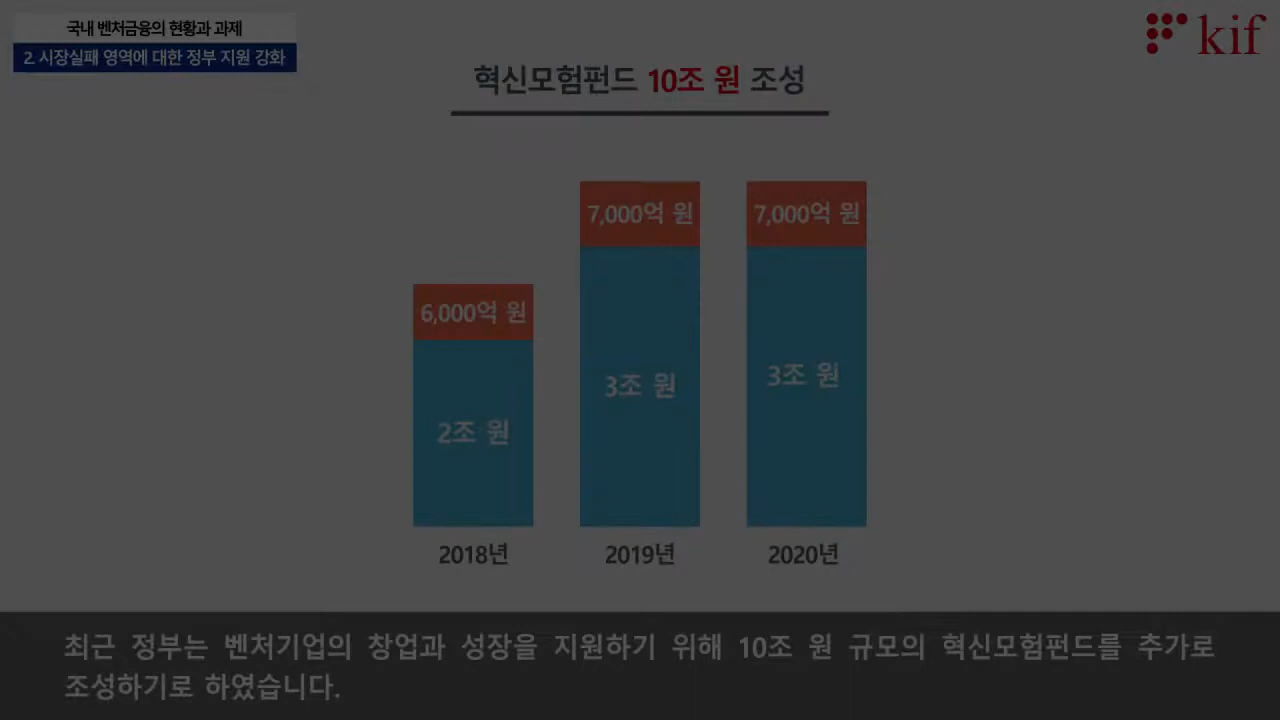 국내 벤처금융의 현황과 과제
2. 시장실패 영역에 대한 정부 지원 강화
kif
혁신모험펀드 10조 원 조성
7,000억 원
7,000억 원
6,000억 원
3조 원
3조 원
2조 원
2018년
2019년
2020년
최근 정부는 벤처기업의 창업과 성장을 지원하기 위해 10조 원 규모의 혁신모험펀드를 추가로
조성하기로 하였습니다.